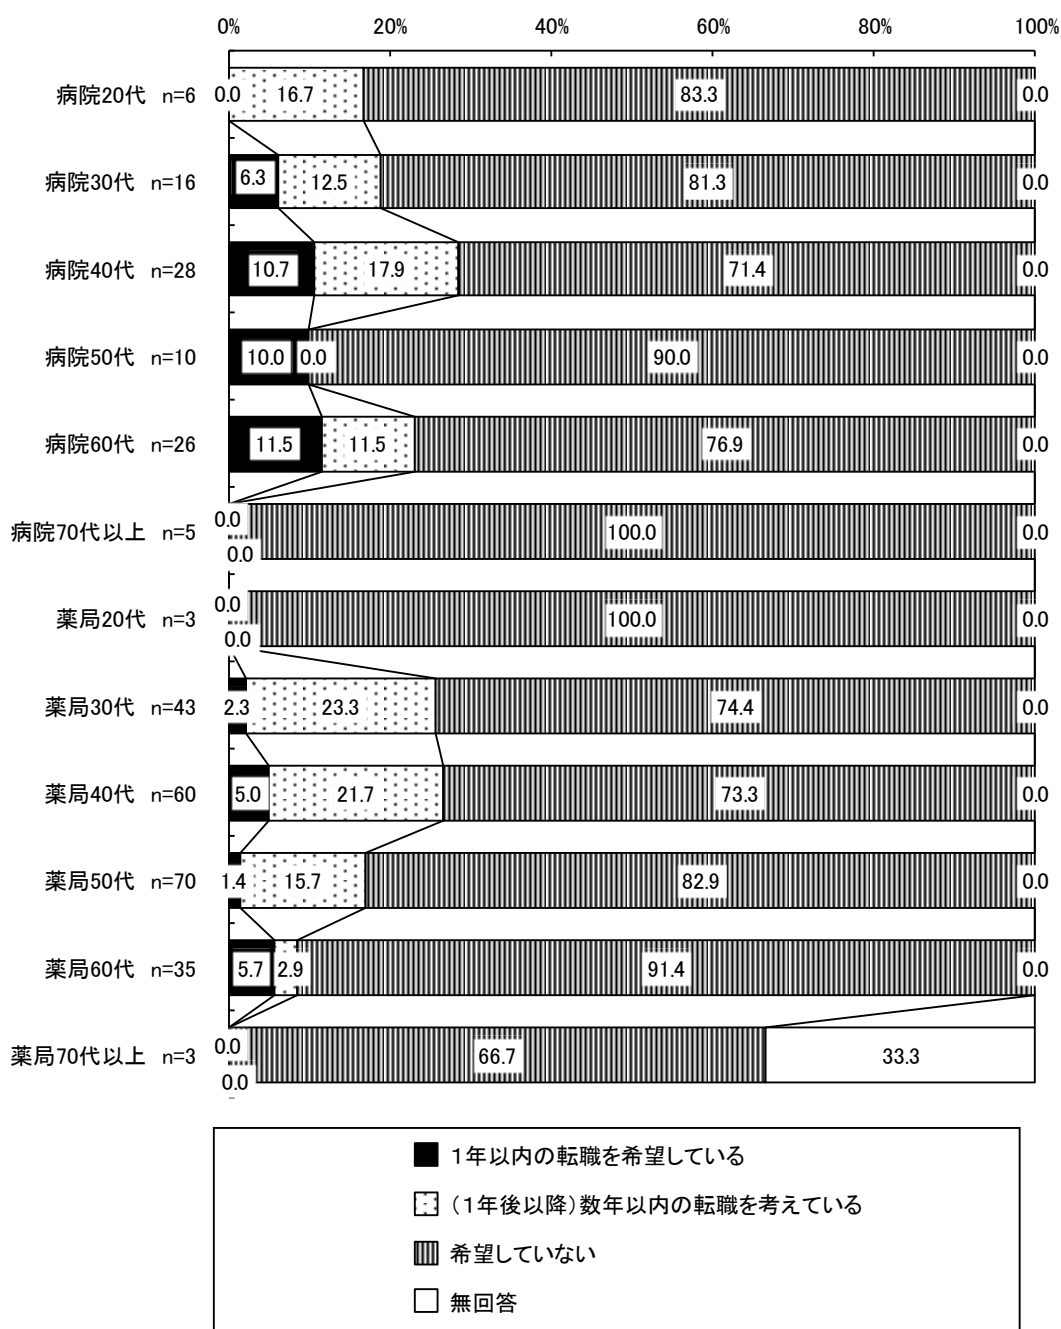 0% 20% 40% 60% 80% 100%
病院20代 n=6 0.0 16.7 83.3 0.0
病院30代 n=16 6.3 12.5 81.3 0.0
病院40代 n=28 10.7 17.9 71.4 0.0
病院50代 n=10 10.0 0.0 90.0 0.0
病院60代 n=26 11.5 11.5 76.9 0.0
病院70代以上 n=5 0.0 0.0 100.0 0.0
薬局20代 n=3 0.0 0.0 100.0 0.0
薬局30代 n=43 2.3 23.3 74.4 0.0
薬局40代 n=60 5.0 21.7 73.3 0.0
薬局50代 n=70 1.4 15.7 82.9 0.0
薬局60代 n=35 5.7 2.9 91.4 0.0
薬局70代以上 n=3 0.0 0.0 66.7 33.3
1年以内の転職を希望している
(1年後以降)数年以内の転職を考えている
希望していない
無回答